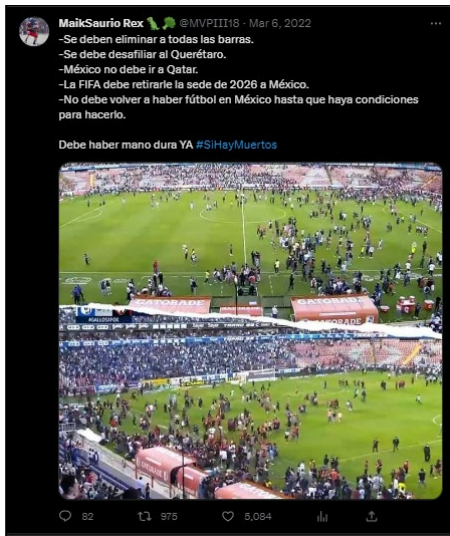 MaikSaurio Rex @MVPIII18 · Mar 6, 2022
-Se deben eliminar a todas las barras.
-Se debe desafiliar al Querétaro.
-México no debe ir a Qatar.
-La FIFA debe retirarle la sede de 2026 a México.
-No debe volver a haber fútbol en México hasta que haya condiciones
para hacerlo.
Debe haber mano dura YA #SiHayMuertos
GATORADE GATORADE
GATORADE
82 975 5,084